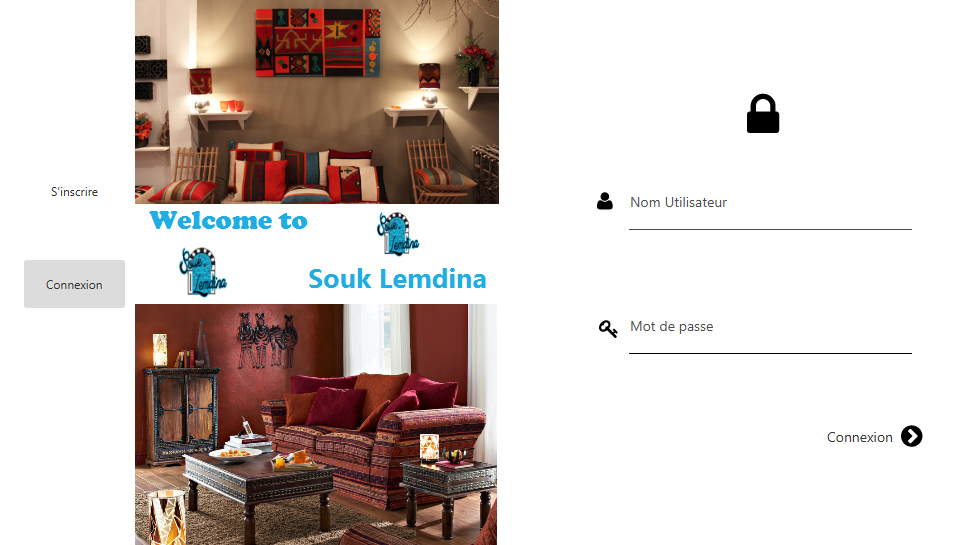 S'inscrire
Connexion
Welcome to
Souk Lemdina
Souk Lemdina
Souk Lemdina
Nom Utilisateur
Mot de passe
Connexion